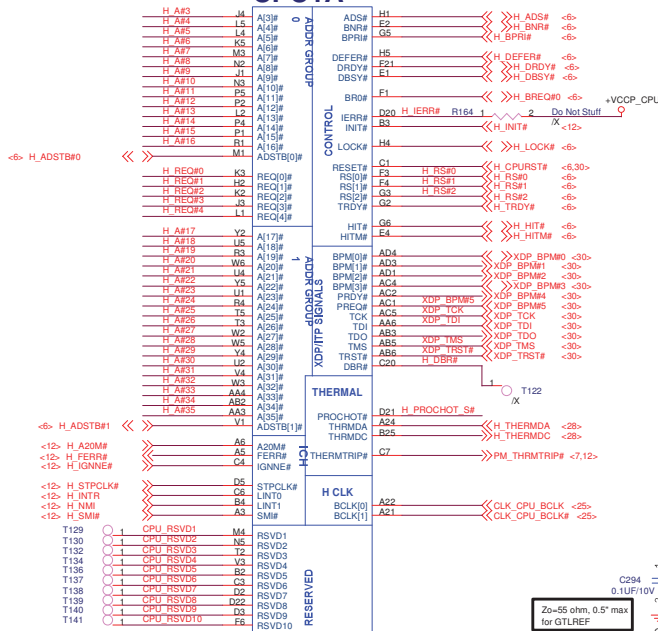 H_A#3 J4 A[3]# ADS# H1 H_ADS# <6>
H_A#4 L5 A[4]# BNR# E2 H_BNR# <6>
H_A#5 L4 A[5]# BPRI# G5 H_BPRI# <6>
H_A#6 K5 A[6]#
H_A#7 M3 A[7]# DEFER# H5 H_DEFER# <6>
H_A#8 N2 A[8]# DRDY# F21 H_DRDY# <6>
H_A#9 J1 A[9]# DBSY# E1 H_DBSY# <6>
H_A#10 N3 A[10]#
H_A#11 P5 A[11]# BR0# F1 H_BREQ#0 <6>
H_A#12 P2 A[12]#
H_A#13 L2 A[13]# IERR# D20 H_IERR# R164 1 2 Do Not Stuff /X +VCCP_CPU
H_A#14 P4 A[14]# INIT# B3 H_INIT# <12>
H_A#15 P1 A[15]#
H_A#16 R1 A[16]# LOCK# H4 H_LOCK# <6>
<6> H_ADSTB#0 M1 ADSTB[0]#
ADDR GROUP 0
CONTROL
RESET# C1 H_CPURST# <6,30>
H_REQ#0 K3 REQ[0]# RS[0]# F3 H_RS#0 H_RS#0 <6>
H_REQ#1 H2 REQ[1]# RS[1]# F4 H_RS#1 H_RS#1 <6>
H_REQ#2 K2 REQ[2]# RS[2]# G3 H_RS#2 H_RS#2 <6>
H_REQ#3 J3 REQ[3]# TRDY# G2 H_TRDY# <6>
H_REQ#4 L1 REQ[4]#
HIT# G6 H_HIT# <6>
HITM# E4 H_HITM# <6>
H_A#17 Y2 A[17]#
H_A#18 U5 A[18]#
H_A#19 R3 A[19]# BPM[0]# AD4 XDP_BPM#0 <30>
H_A#20 W6 A[20]# BPM[1]# AD3 XDP_BPM#1 <30>
H_A#21 U4 A[21]# BPM[2]# AD1 XDP_BPM#2 <30>
H_A#22 Y5 A[22]# BPM[3]# AC4 XDP_BPM#3 <30>
H_A#23 U1 A[23]# PRDY# AC2 XDP_BPM#4 <30>
H_A#24 R4 A[24]# PREQ# AC1 XDP_BPM#5 XDP_BPM#5 <30>
H_A#25 T5 A[25]# TCK AC5 XDP_TCK XDP_TCK <30>
H_A#26 T3 A[26]# TDI AA6 XDP_TDI XDP_TDI <30>
H_A#27 W2 A[27]# TDO AB3 XDP_TDO <30>
H_A#28 W5 A[28]# TMS AB5 XDP_TMS XDP_TMS <30>
H_A#29 Y4 A[29]# TRST# AB6 XDP_TRST# XDP_TRST# <30>
H_A#30 U2 A[30]# DBR# C20 H_DBR# 1 T122 /X
H_A#31 V4 A[31]#
H_A#32 W3 A[32]#
H_A#33 AA4 A[33]#
H_A#34 AB2 A[34]#
H_A#35 AA3 A[35]#
<6> H_ADSTB#1 V1 ADSTB[1]#
ADDR GROUP 1
XDP/ITP SIGNALS
THERMAL
PROCHOT# D21 H_PROCHOT_S#
THRMDA A24 H_THERMDA <28>
THRMDC B25 H_THERMDC <28>
<12> H_A20M# A6 A20M#
<12> H_FERR# A5 FERR# THERMTRIP# C7 PM_THRMTRIP# <7,12>
<12> H_IGNNE# C4 IGNNE#
ICH
<12> H_STPCLK# D5 STPCLK# H CLK
<12> H_INTR C6 LINT0
<12> H_NMI B4 LINT1 BCLK[0] A22 CLK_CPU_BCLK <25>
<12> H_SMI# A3 SMI# BCLK[1] A21 CLK_CPU_BCLK# <25>
T129 1 CPU_RSVD1 M4 RSVD1
T130 1 CPU_RSVD2 N5 RSVD2
T132 1 CPU_RSVD3 T2 RSVD3
T134 1 CPU_RSVD4 V3 RSVD4
T136 1 CPU_RSVD5 B2 RSVD5
T137 1 CPU_RSVD6 C3 RSVD6
T138 1 CPU_RSVD7 D2 RSVD7
T139 1 CPU_RSVD8 D22 RSVD8
T140 1 CPU_RSVD9 D3 RSVD9
T141 1 CPU_RSVD10 F6 RSVD10
RESERVED
C294
0.1UF/10V
Zo=55 ohm, 0.5" max
for GTLREF